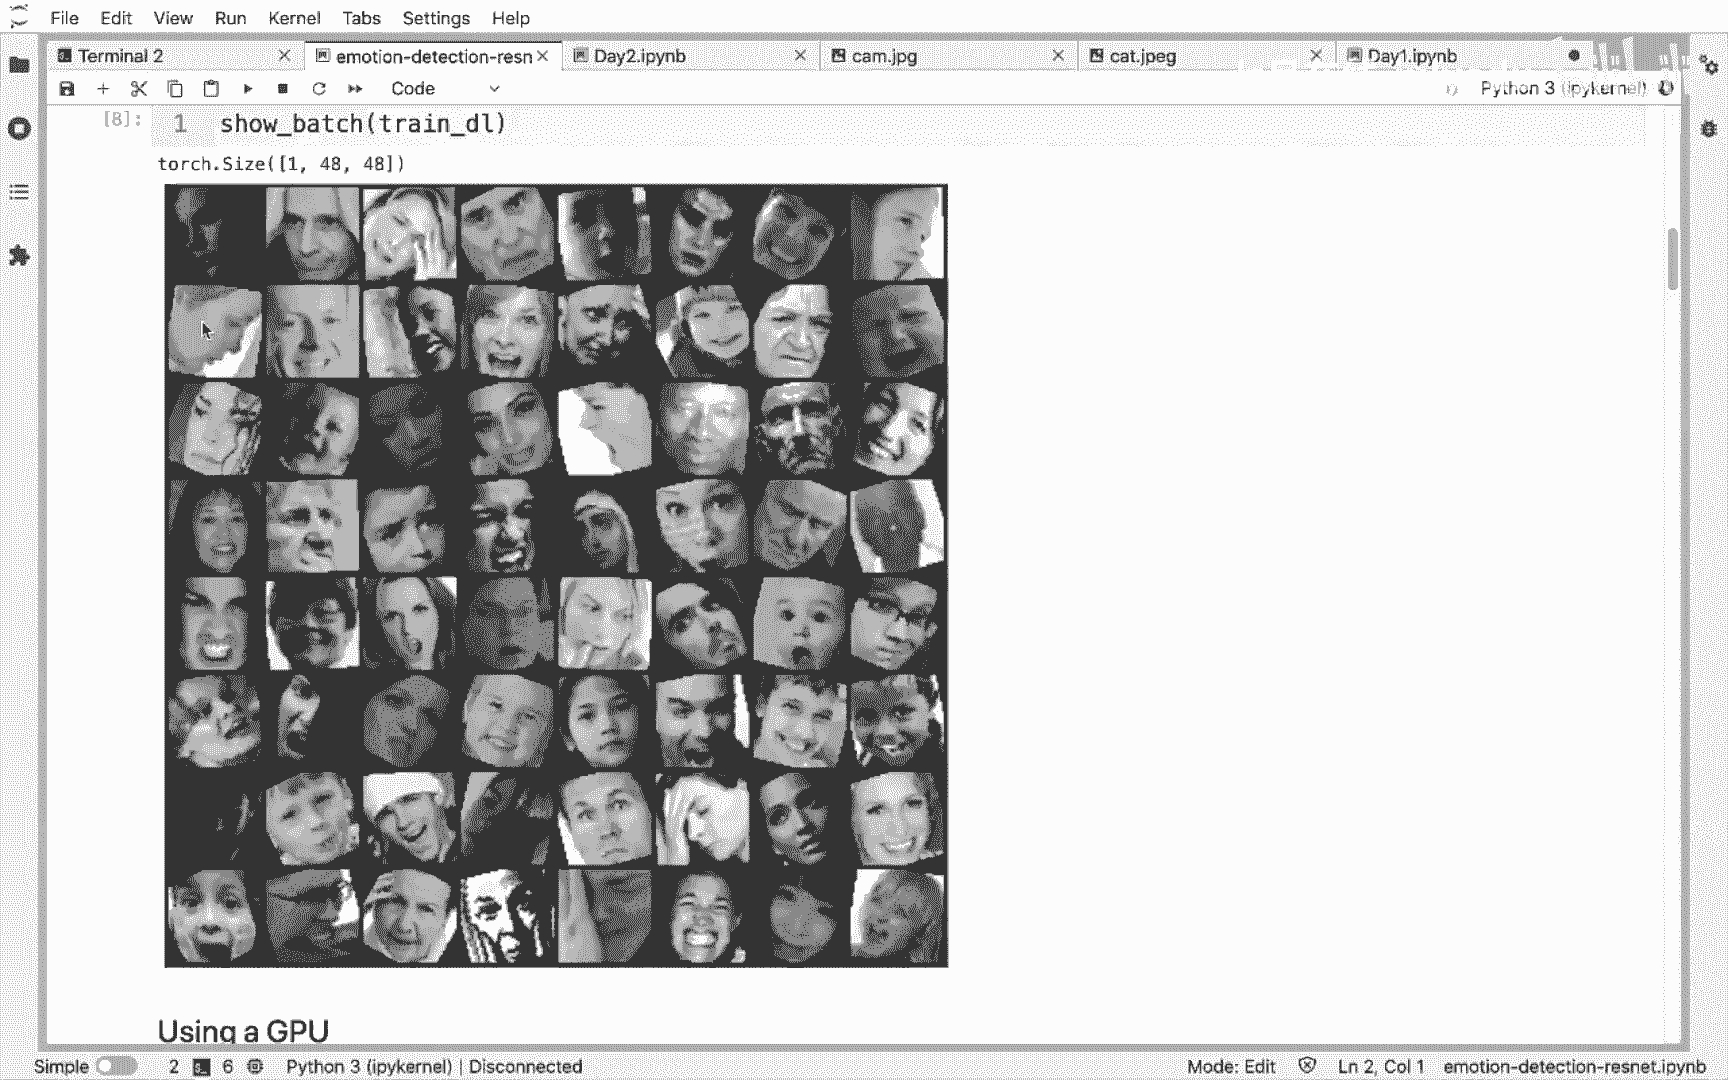 File Edit View Run Kernel Tabs Settings Help
Terminal 2 emotion-detection-resn Day2.ipynb cam.jpg cat.jpeg Day1.ipynb
Code Python 3 (ipykernel)
[8]: 1 show_batch(train_dl)
torch.Size([1, 48, 48])
Using a GPU
Simple 2 6 Python 3 (ipykernel) | Disconnected Mode: Edit Ln 2, Col 1 emotion-detection-resnet.ipynb